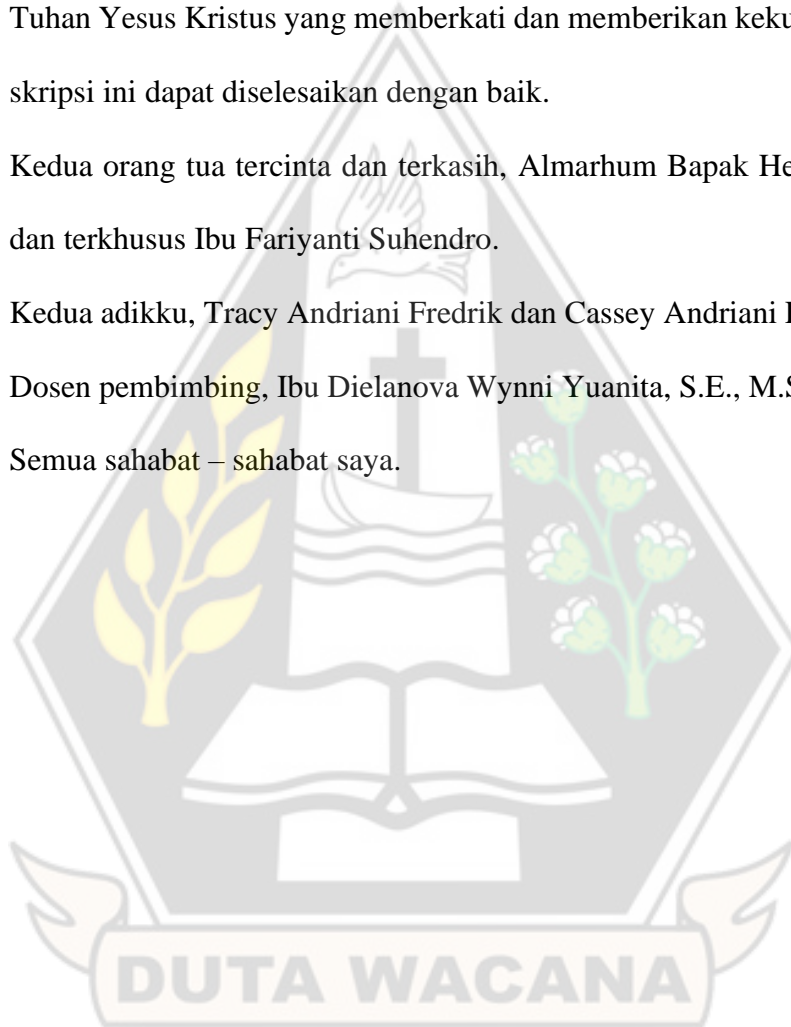 Tuhan Yesus Kristus yang memberkati dan memberikan
skripsi ini dapat diselesaikan dengan baik.
Kedua orang tua tercinta dan terkasih, Almarhum Bapak
dan terkhusus Ibu Fariyanti Suhendro.
Kedua adikku, Tracy Andriani Fredrik dan Cassey Andriani
Dosen pembimbing, Ibu Dielanova Wynni Yuanita, S.E.,
Semua sahabat – sahabat saya.
DUTA WACANA